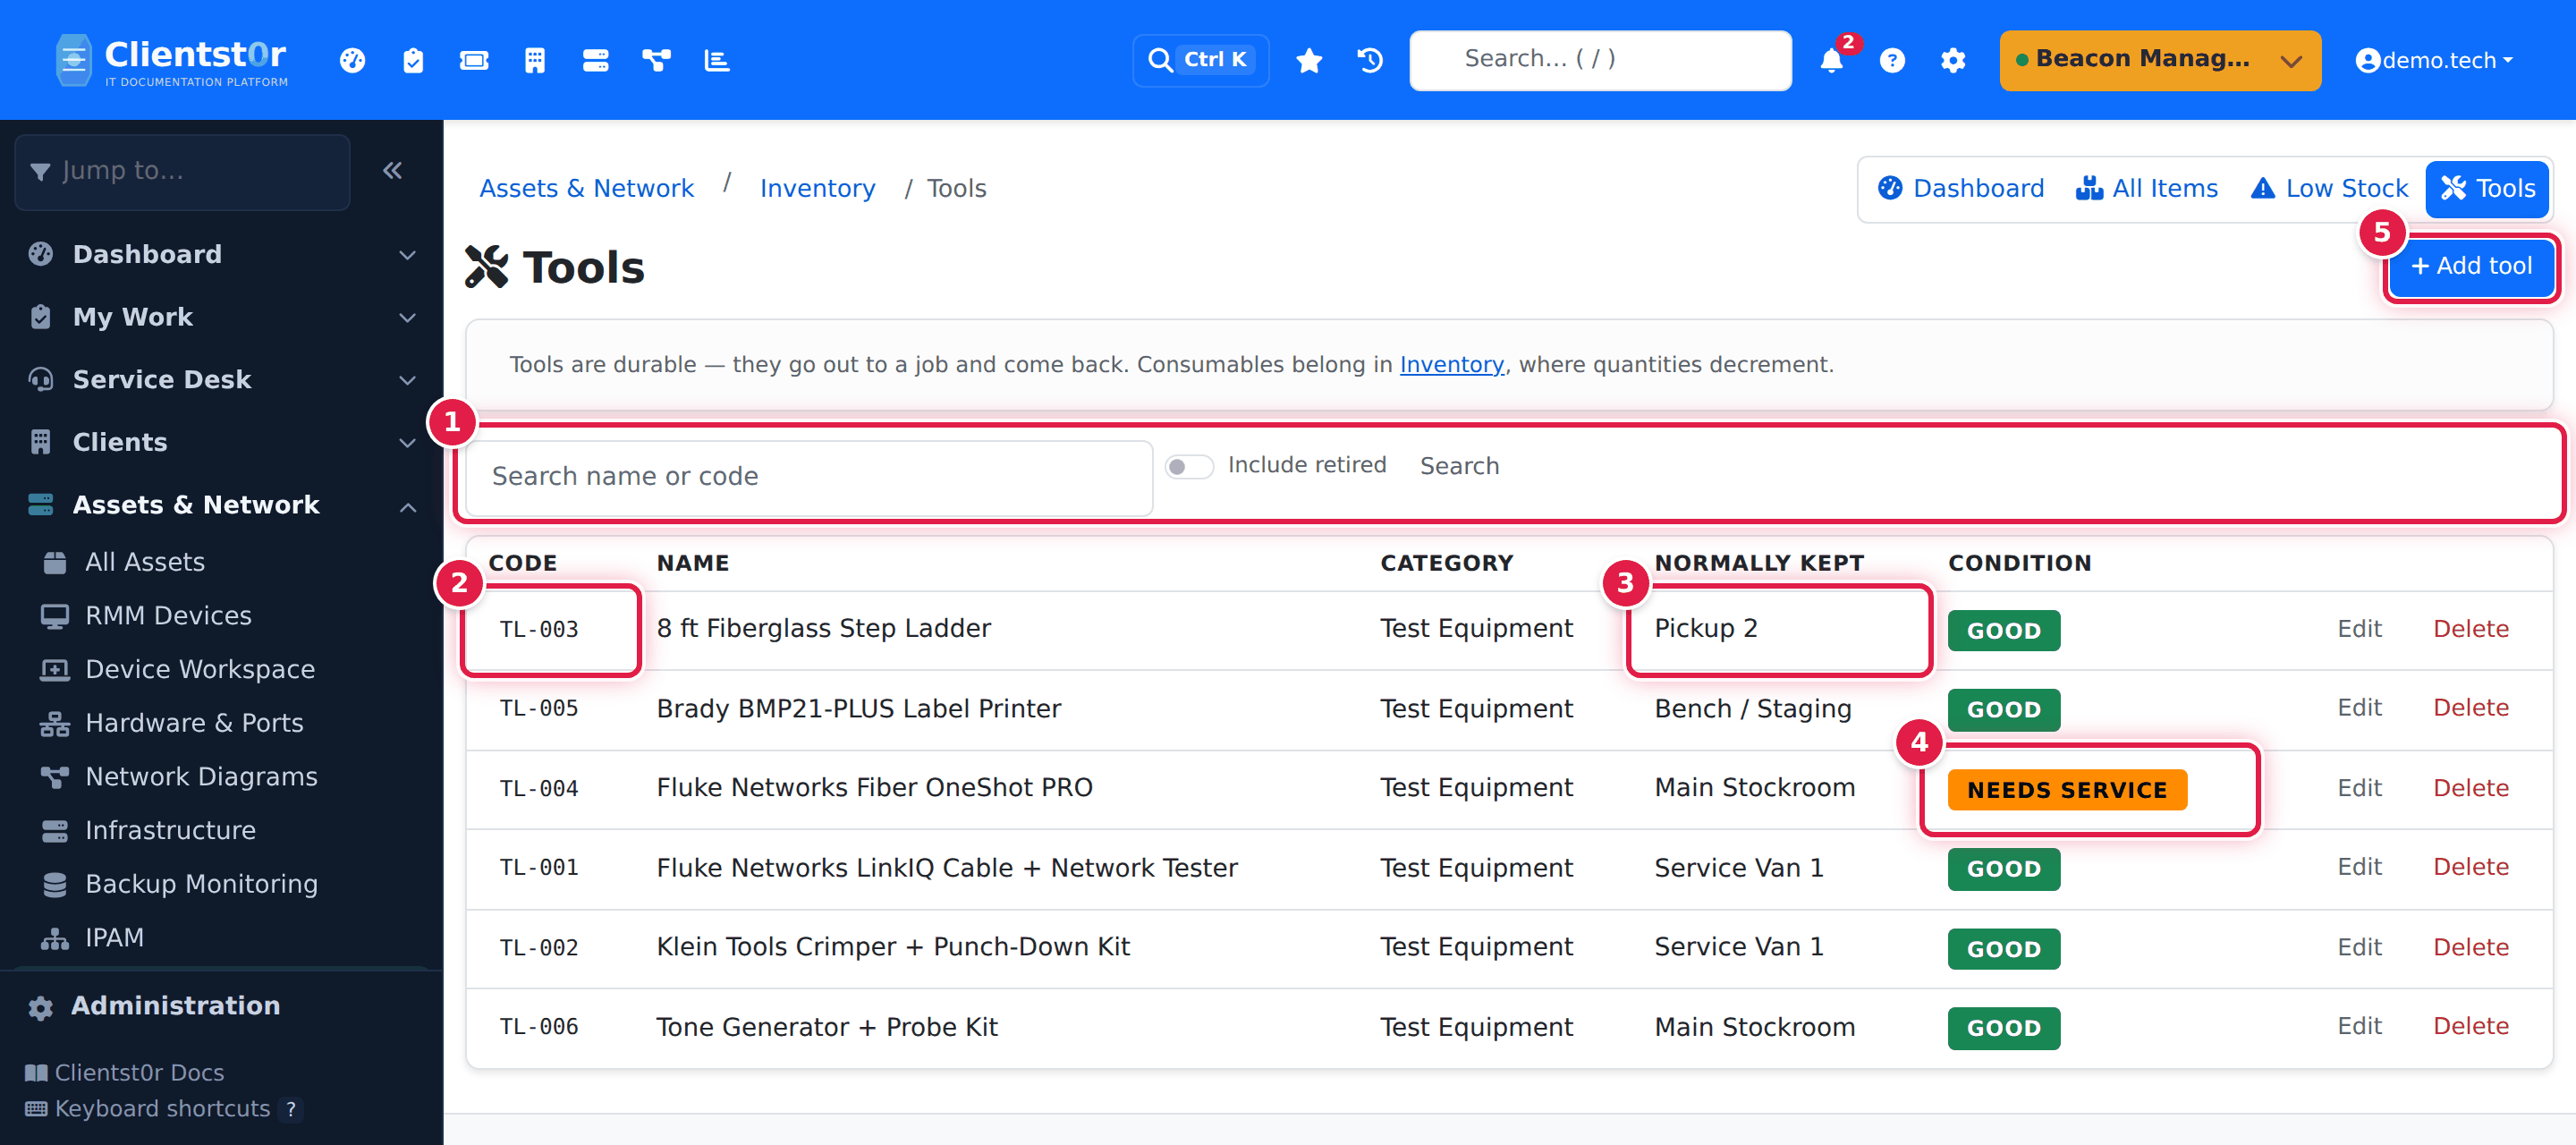 Clientst0r
IT DOCUMENTATION PLATFORM
Ctrl K
Search... ( / )
2
Beacon Manag...
demo.tech
Jump to...
Dashboard
My Work
Service Desk
Clients
Assets & Network
All Assets
RMM Devices
Device Workspace
Hardware & Ports
Network Diagrams
Infrastructure
Backup Monitoring
IPAM
Administration
Clientst0r Docs
Keyboard shortcuts ?
Assets & Network / Inventory / Tools
Dashboard All Items Low Stock Tools
Tools
5
+ Add tool
Tools are durable — they go out to a job and come back. Consumables belong in Inventory, where quantities decrement.
1
Search name or code Include retired Search
CODE NAME CATEGORY NORMALLY KEPT CONDITION
2 3
TL-003 8 ft Fiberglass Step Ladder Test Equipment Pickup 2 GOOD Edit Delete
TL-005 Brady BMP21-PLUS Label Printer Test Equipment Bench / Staging GOOD Edit Delete
4
TL-004 Fluke Networks Fiber OneShot PRO Test Equipment Main Stockroom NEEDS SERVICE Edit Delete
TL-001 Fluke Networks LinkIQ Cable + Network Tester Test Equipment Service Van 1 GOOD Edit Delete
TL-002 Klein Tools Crimper + Punch-Down Kit Test Equipment Service Van 1 GOOD Edit Delete
TL-006 Tone Generator + Probe Kit Test Equipment Main Stockroom GOOD Edit Delete